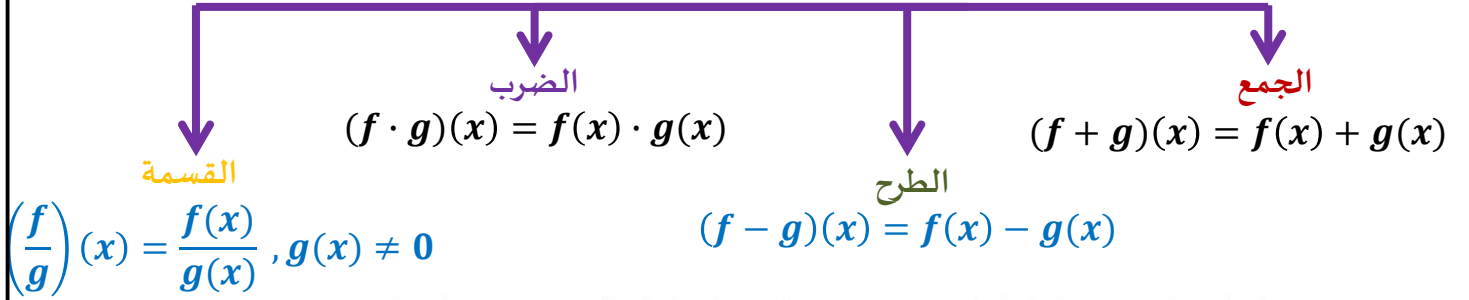 الجمع
(f + g)(x) = f(x) + g(x)
الطرح
(f − g)(x) = f(x) − g(x)
الضرب
(f · g)(x) = f(x) · g(x)
القسمة
(f/g)(x) = f(x)/g(x) , g(x) ≠ 0